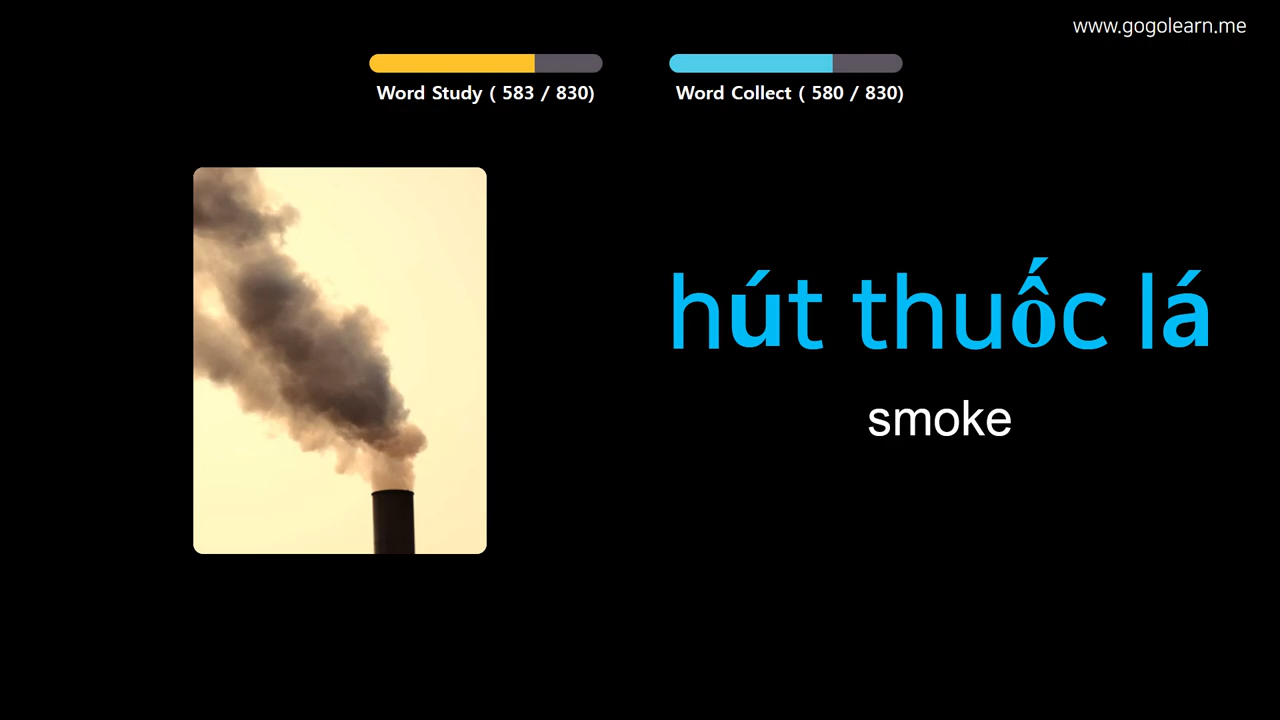 www.gogolearn.me
Word Study ( 583 / 830)
Word Collect ( 580 / 830)
hút thuốc lá
smoke